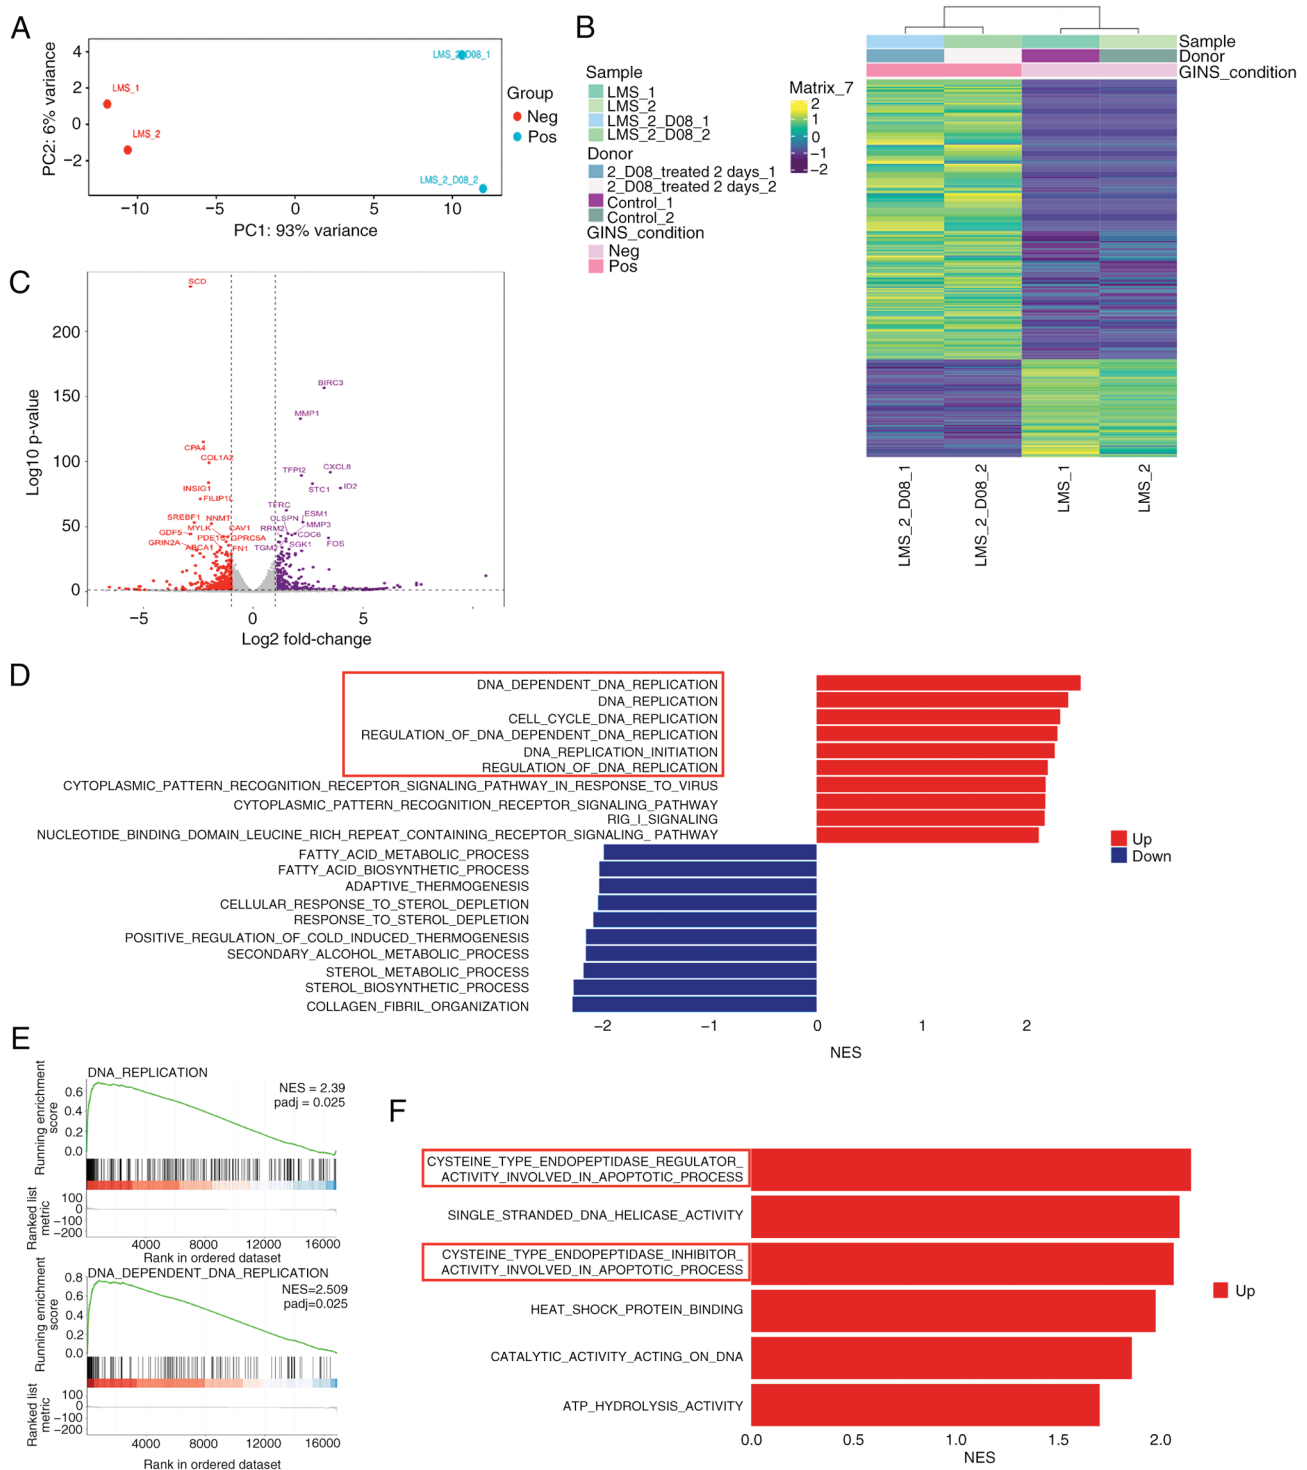 A
PC2: 6% variance
4
2
0
−2
LMS_1
LMS_2
LMS_2_D08_1
LMS_2_D08_2
−10
−5
0
5
10
PC1: 93% variance
Group
Neg
Pos
B
Sample
LMS_1
LMS_2
LMS_2_D08_1
LMS_2_D08_2
Donor
2_D08_treated 2 days_1
2_D08_treated 2 days_2
Control_1
Control_2
GINS_condition
Neg
Pos
Matrix_7
2
1
0
−1
−2
Sample
Donor
GINS_condition
LMS_2_D08_1
LMS_2_D08_2
LMS_1
LMS_2
C
Log10 p-value
200
150
100
50
0
SCD
BIRC3
MMP1
CPA4
COL1A2
TFPI2
CXCL8
INSIG1
STC1
ID2
FILIP1L
TFRC
SREBF1
NNMT
CLSPN
ESM1
MYLK
CAV1
RRM2
MMP3
GDF5
PDE1C
GPRC5A
CDC6
GRIN2A
ABCA1
FN1
TGM2
SGK1
FOS
−5
0
5
Log2 fold-change
D
DNA_DEPENDENT_DNA_REPLICATION
DNA_REPLICATION
CELL_CYCLE_DNA_REPLICATION
REGULATION_OF_DNA_DEPENDENT_DNA_REPLICATION
DNA_REPLICATION_INITIATION
REGULATION_OF_DNA_REPLICATION
CYTOPLASMIC_PATTERN_RECOGNITION_RECEPTOR_SIGNALING_PATHWAY_IN_RESPONSE_TO_VIRUS
CYTOPLASMIC_PATTERN_RECOGNITION_RECEPTOR_SIGNALING_PATHWAY
RIG_I_SIGNALING
NUCLEOTIDE_BINDING_DOMAIN_LEUCINE_RICH_REPEAT_CONTAINING_RECEPTOR_SIGNALING_PATHWAY
FATTY_ACID_METABOLIC_PROCESS
FATTY_ACID_BIOSYNTHETIC_PROCESS
ADAPTIVE_THERMOGENESIS
CELLULAR_RESPONSE_TO_STEROL_DEPLETION
RESPONSE_TO_STEROL_DEPLETION
POSITIVE_REGULATION_OF_COLD_INDUCED_THERMOGENESIS
SECONDARY_ALCOHOL_METABOLIC_PROCESS
STEROL_METABOLIC_PROCESS
STEROL_BIOSYNTHETIC_PROCESS
COLLAGEN_FIBRIL_ORGANIZATION
Up
Down
−2
−1
0
1
2
NES
E
DNA_REPLICATION
NES = 2.39
padj = 0.025
Running enrichment
score
0.6
0.4
0.2
0.0
Ranked list
metric
100
0
−100
−200
4000
8000
12000
16000
Rank in ordered dataset
DNA_DEPENDENT_DNA_REPLICATION
NES=2.509
padj=0.025
Running enrichment
score
0.8
0.6
0.4
0.2
0.0
Ranked list
metric
100
0
−100
−200
4000
8000
12000
16000
Rank in ordered dataset
F
CYSTEINE_TYPE_ENDOPEPTIDASE_REGULATOR_
ACTIVITY_INVOLVED_IN_APOPTOTIC_PROCESS
SINGLE_STRANDED_DNA_HELICASE_ACTIVITY
CYSTEINE_TYPE_ENDOPEPTIDASE_INHIBITOR_
ACTIVITY_INVOLVED_IN_APOPTOTIC_PROCESS
HEAT_SHOCK_PROTEIN_BINDING
CATALYTIC_ACTIVITY_ACTING_ON_DNA
ATP_HYDROLYSIS_ACTIVITY
Up
0.0
0.5
1.0
1.5
2.0
NES